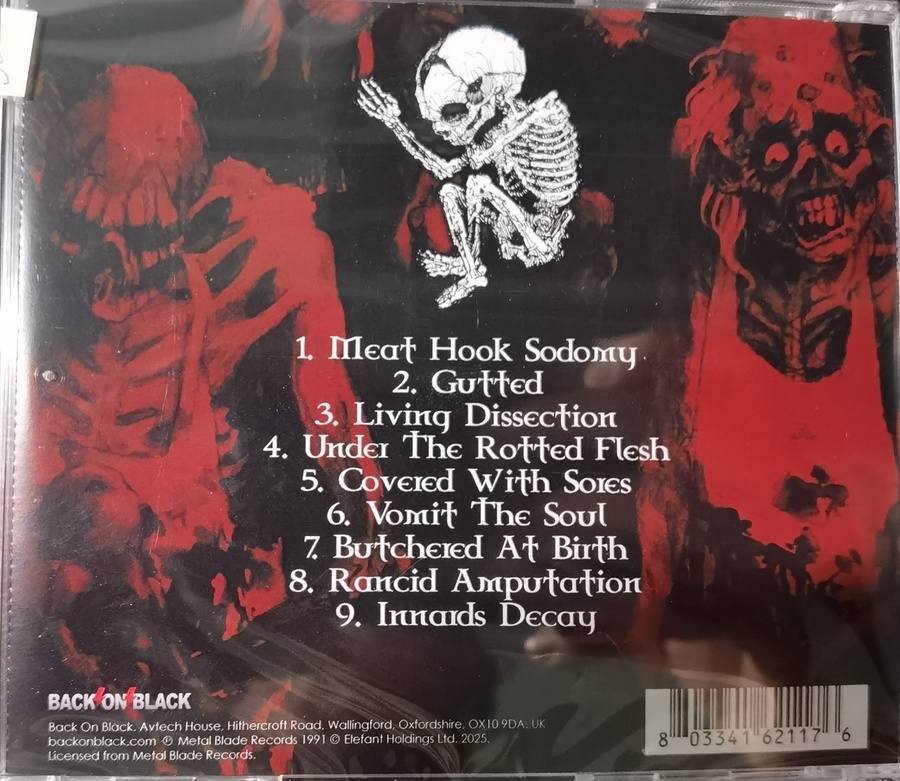 1. Meat Hook Sodomy
2. Gutted
3. Living Dissection
4. Under The Rotted Flesh
5. Covered With Sores
6. Vomit The Soul
7. Butchered At Birth
8. Rancid Amputation
9. Innards Decay
BACK ON BLACK
Back On Black. Avtech House, Hithercroft Road, Wallingford, Oxfordshire, OX10 9DA. UK
backonblack.com ℗ Metal Blade Records 1991 © Elefant Holdings Ltd. 2025.
Licensed from Metal Blade Records.
8 03341 62117 6